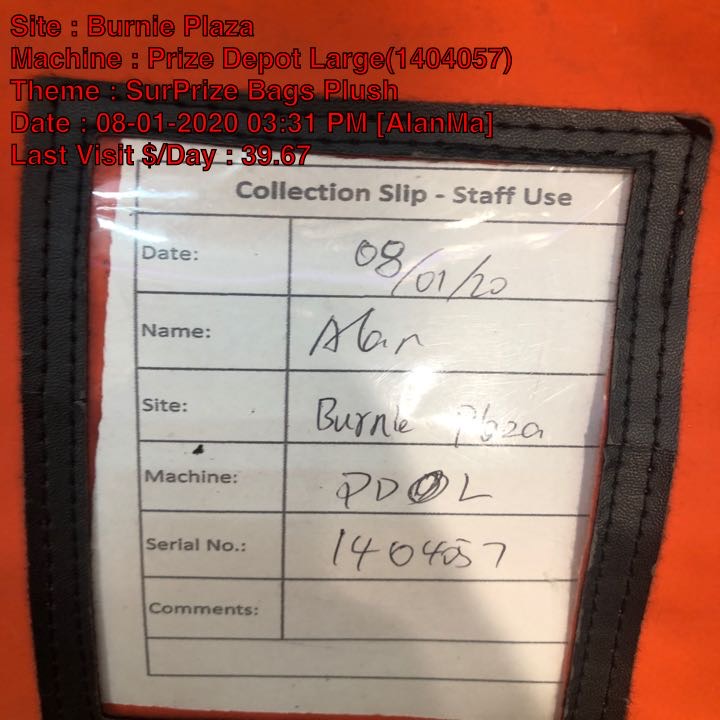 Site : Burnie Plaza
Machine : Prize Depot Large(1404057)
Theme : SurPrize Bags Plush
Date : 08-01-2020 03:31 PM [AlanMa]
Last Visit $/Day : 39.67
Collection Slip - Staff Use
Date: 08/01/20
Name: Alan
Site: Burnie Plaza
Machine: PD L
Serial No.: 1404057
Comments: